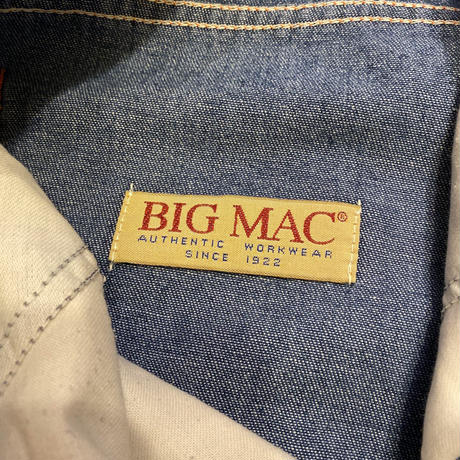 BIG MAC®
AUTHENTIC WORKWEAR
SINCE 1922